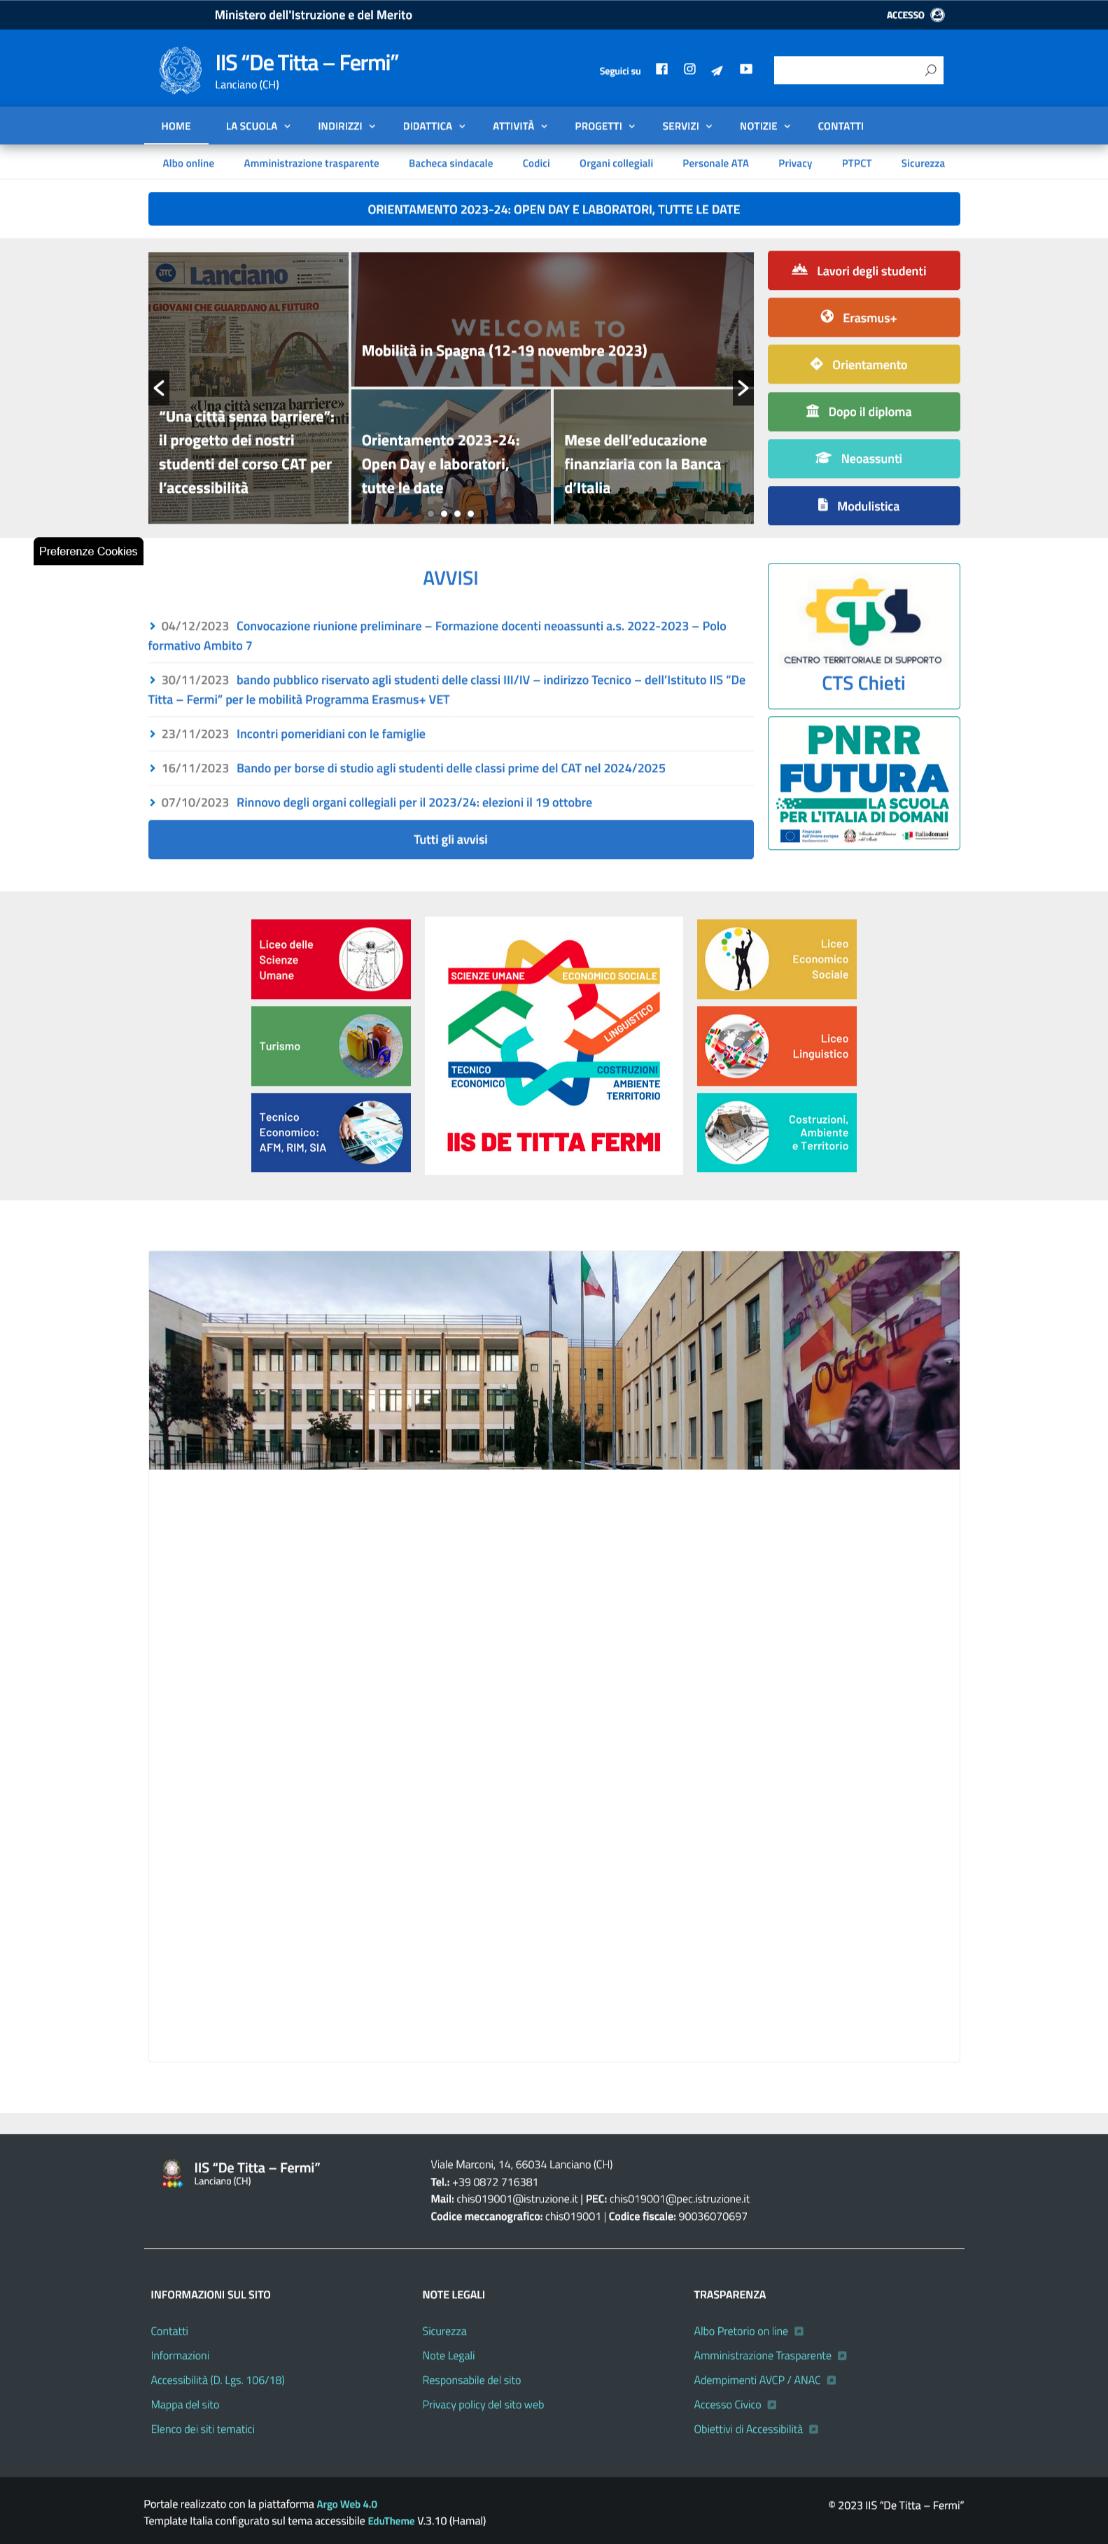 Ministero dell'Istruzione e del Merito
ACCESSO
IIS “De Titta – Fermi”
Lanciano (CH)
Seguici su
HOME
LA SCUOLA
INDIRIZZI
DIDATTICA
ATTIVITÀ
PROGETTI
SERVIZI
NOTIZIE
CONTATTI
Albo online
Amministrazione trasparente
Bacheca sindacale
Codici
Organi collegiali
Personale ATA
Privacy
PTPCT
Sicurezza
ORIENTAMENTO 2023-24: OPEN DAY E LABORATORI, TUTTE LE DATE
Lanciano
I GIOVANI CHE GUARDANO AL FUTURO
«Una città senza barriere»
“Una città senza barriere”:
il progetto dei nostri
studenti del corso CAT per
l’accessibilità
WELCOME TO
VALENCIA
Mobilità in Spagna (12-19 novembre 2023)
Orientamento 2023-24:
Open Day e laboratori,
tutte le date
Mese dell’educazione
finanziaria con la Banca
d’Italia
Lavori degli studenti
Erasmus+
Orientamento
Dopo il diploma
Neoassunti
Modulistica
Preferenze Cookies
AVVISI
04/12/2023 Convocazione riunione preliminare – Formazione docenti neoassunti a.s. 2022-2023 – Polo
formativo Ambito 7
30/11/2023 bando pubblico riservato agli studenti delle classi III/IV – indirizzo Tecnico – dell’Istituto IIS “De
Titta – Fermi” per le mobilità Programma Erasmus+ VET
23/11/2023 Incontri pomeridiani con le famiglie
16/11/2023 Bando per borse di studio agli studenti delle classi prime del CAT nel 2024/2025
07/10/2023 Rinnovo degli organi collegiali per il 2023/24: elezioni il 19 ottobre
Tutti gli avvisi
CTS
CENTRO TERRITORIALE DI SUPPORTO
CTS Chieti
PNRR
FUTURA
LA SCUOLA
PER L'ITALIA DI DOMANI
Italiadomani
Liceo delle
Scienze
Umane
Turismo
Tecnico
Economico:
AFM, RIM, SIA
SCIENZE UMANE
ECONOMICO SOCIALE
LINGUISTICO
TECNICO
ECONOMICO
COSTRUZIONI
AMBIENTE
TERRITORIO
IIS DE TITTA FERMI
Liceo
Economico
Sociale
Liceo
Linguistico
Costruzioni,
Ambiente
e Territorio
OGGI
IIS “De Titta – Fermi”
Lanciano (CH)
Viale Marconi, 14, 66034 Lanciano (CH)
Tel.: +39 0872 716381
Mail: chis019001@istruzione.it | PEC: chis019001@pec.istruzione.it
Codice meccanografico: chis019001 | Codice fiscale: 90036070697
INFORMAZIONI SUL SITO
Contatti
Informazioni
Accessibilità (D. Lgs. 106/18)
Mappa del sito
Elenco dei siti tematici
NOTE LEGALI
Sicurezza
Note Legali
Responsabile del sito
Privacy policy del sito web
TRASPARENZA
Albo Pretorio on line
Amministrazione Trasparente
Adempimenti AVCP / ANAC
Accesso Civico
Obiettivi di Accessibilità
Portale realizzato con la piattaforma Argo Web 4.0
Template Italia configurato sul tema accessibile EduTheme V.3.10 (Hamal)
© 2023 IIS “De Titta – Fermi”